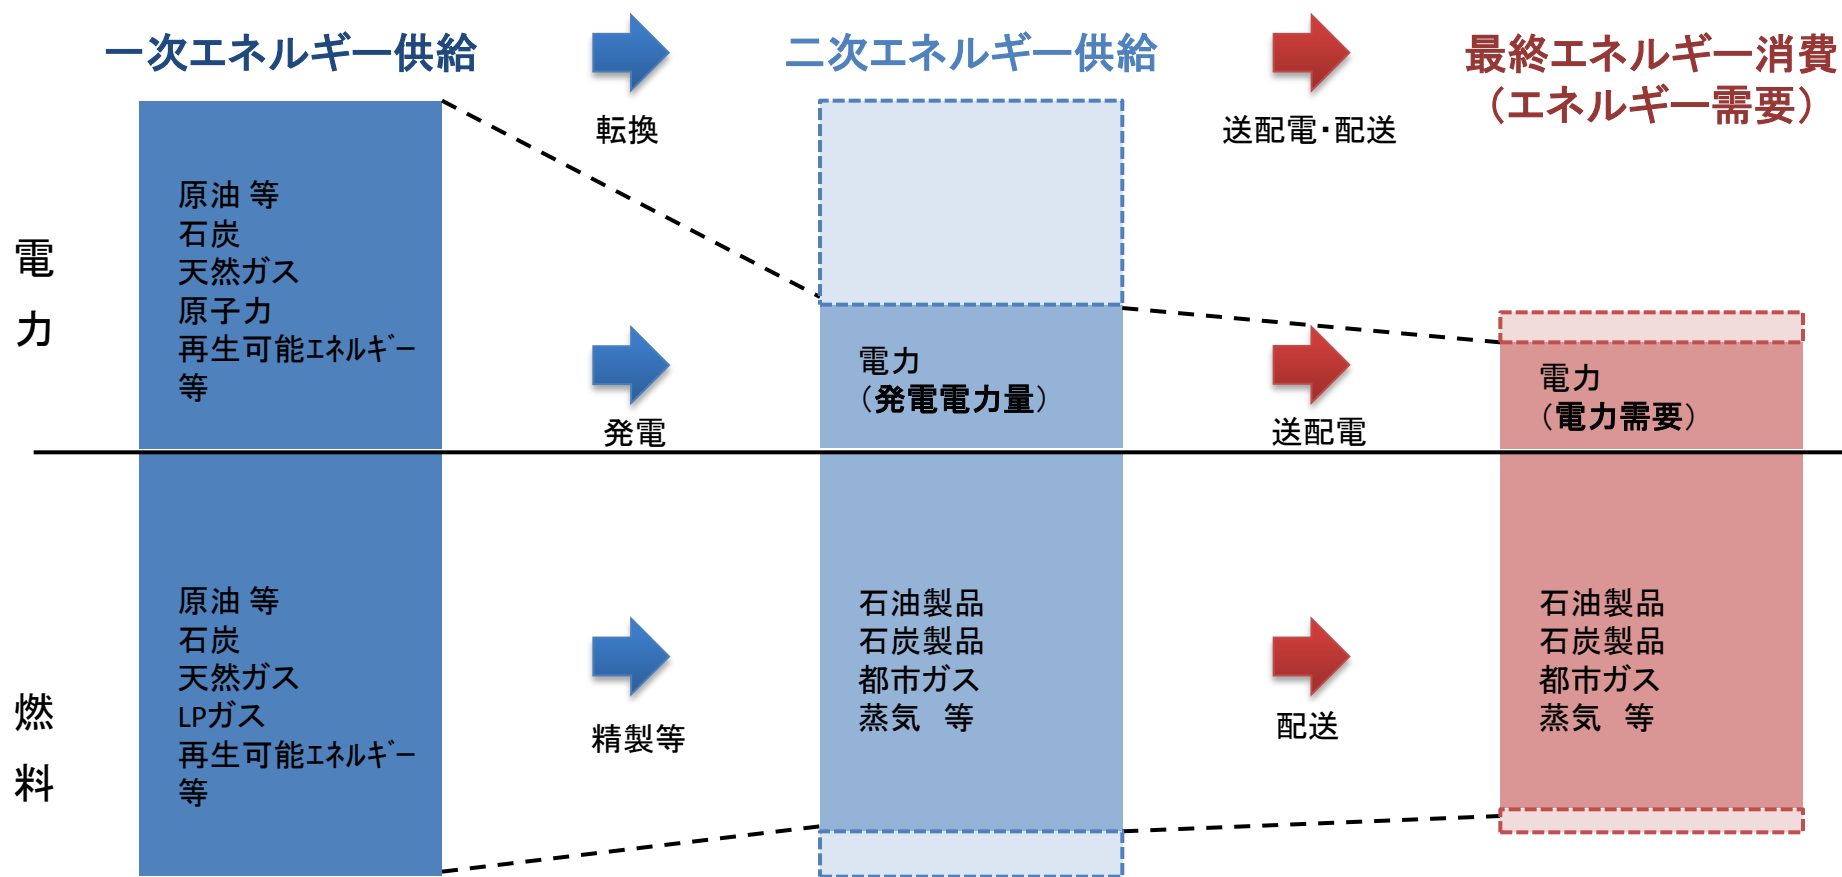 一次エネルギー供給
転換
二次エネルギー供給
送配電・配送
最終エネルギー消費
（エネルギー需要）
電力
原油 等
石炭
天然ガス
原子力
再生可能ｴﾈﾙｷﾞｰ
等
発電
電力
（発電電力量）
送配電
電力
（電力需要）
燃料
原油 等
石炭
天然ガス
LPガス
再生可能ｴﾈﾙｷﾞｰ
等
精製等
石油製品
石炭製品
都市ガス
蒸気　等
配送
石油製品
石炭製品
都市ガス
蒸気　等